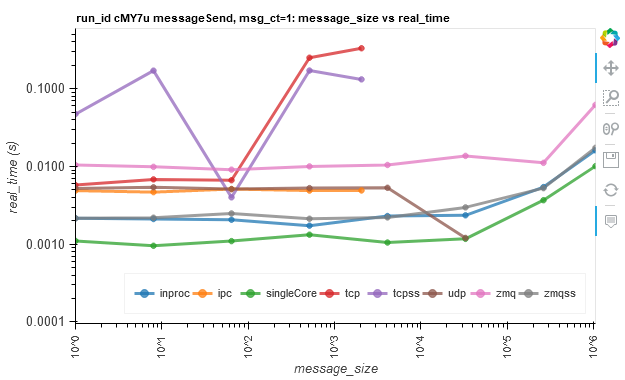 run_id cMY7u messageSend, msg_ct=1: message_size vs real_time
real_time (s)
0.1000
0.0100
0.0010
0.0001
inproc ipc singleCore tcp tcpss udp zmq zmqss
10^0 10^1 10^2 10^3 10^4 10^5 10^6
message_size